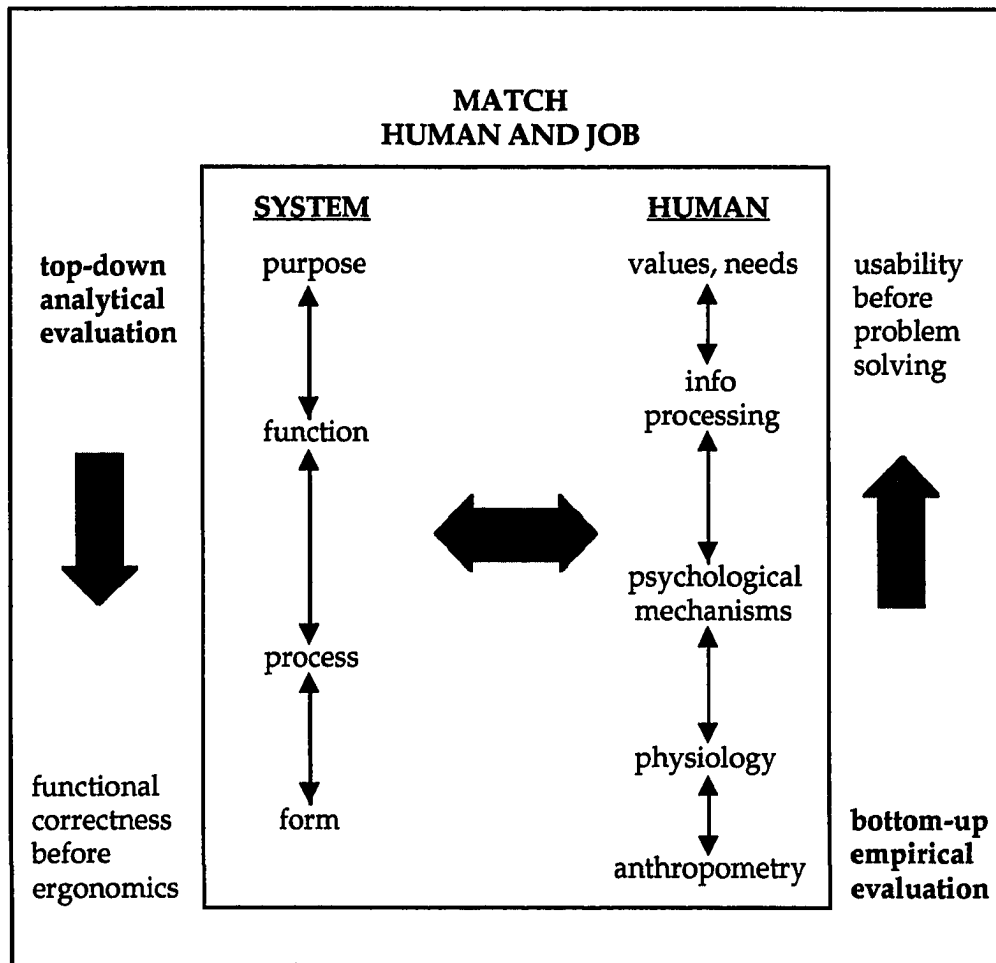 MATCH
HUMAN AND JOB
SYSTEM
HUMAN
top-down
analytical
evaluation
purpose
function
process
form
functional
correctness
before
ergonomics
values, needs
info
processing
psychological
mechanisms
physiology
anthropometry
usability
before
problem
solving
bottom-up
empirical
evaluation